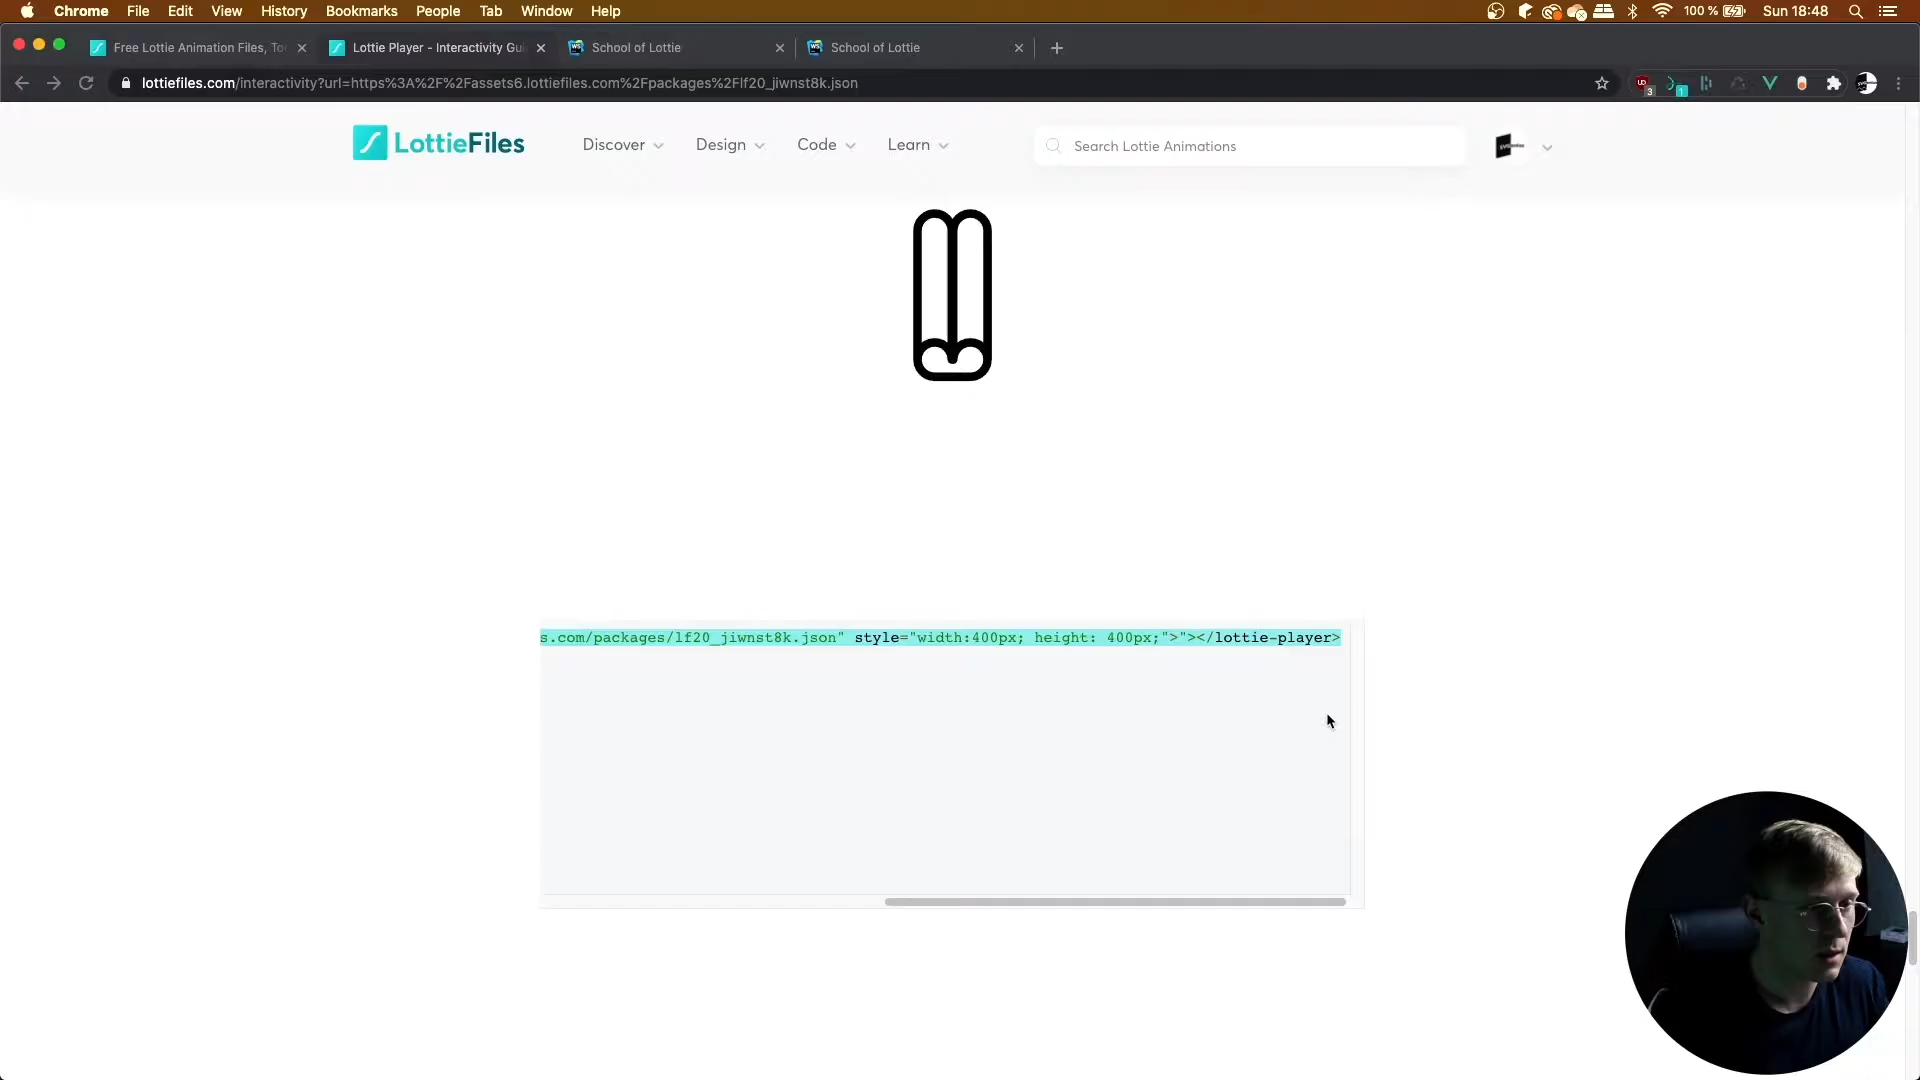 Chrome File Edit View History Bookmarks People Tab Window Help 100 % Sun 18:48
Free Lottie Animation Files, To Lottie Player - Interactivity Gui School of Lottie School of Lottie
lottiefiles.com/interactivity?url=https%3A%2F%2Fassets6.lottiefiles.com%2Fpackages%2Flf20_jiwnst8k.json 3 1
LottieFiles Discover Design Code Learn Search Lottie Animations
s.com/packages/lf20_jiwnst8k.json" style="width:400px; height: 400px;">"></lottie-player>